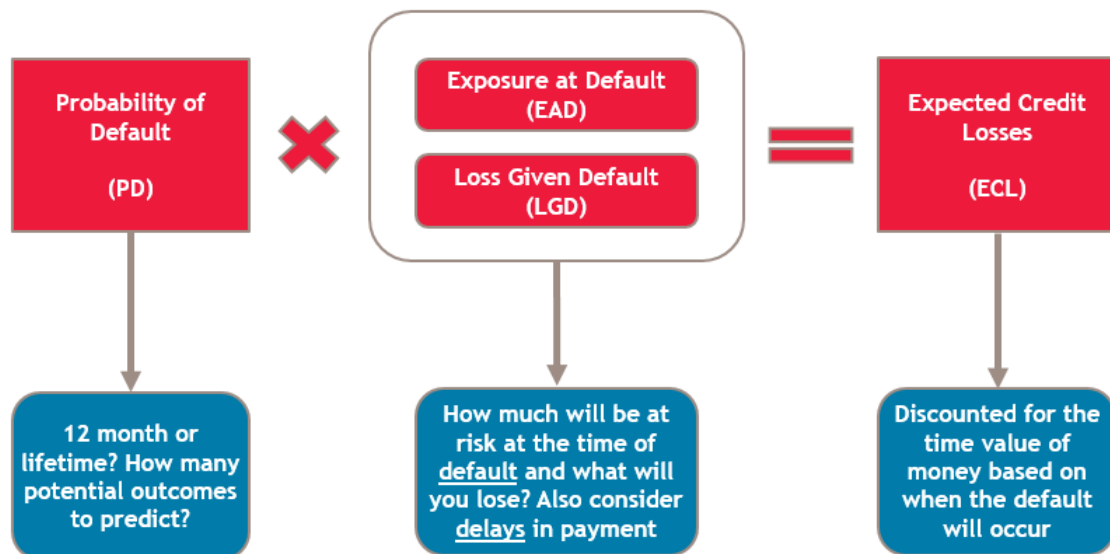 Probability of
Default
(PD)
Exposure at Default
(EAD)
Loss Given Default
(LGD)
Expected Credit
Losses
(ECL)
12 month or
lifetime? How many
potential outcomes
to predict?
How much will be at
risk at the time of
default and what will
you lose? Also consider
delays in payment
Discounted for the
time value of
money based on
when the default
will occur